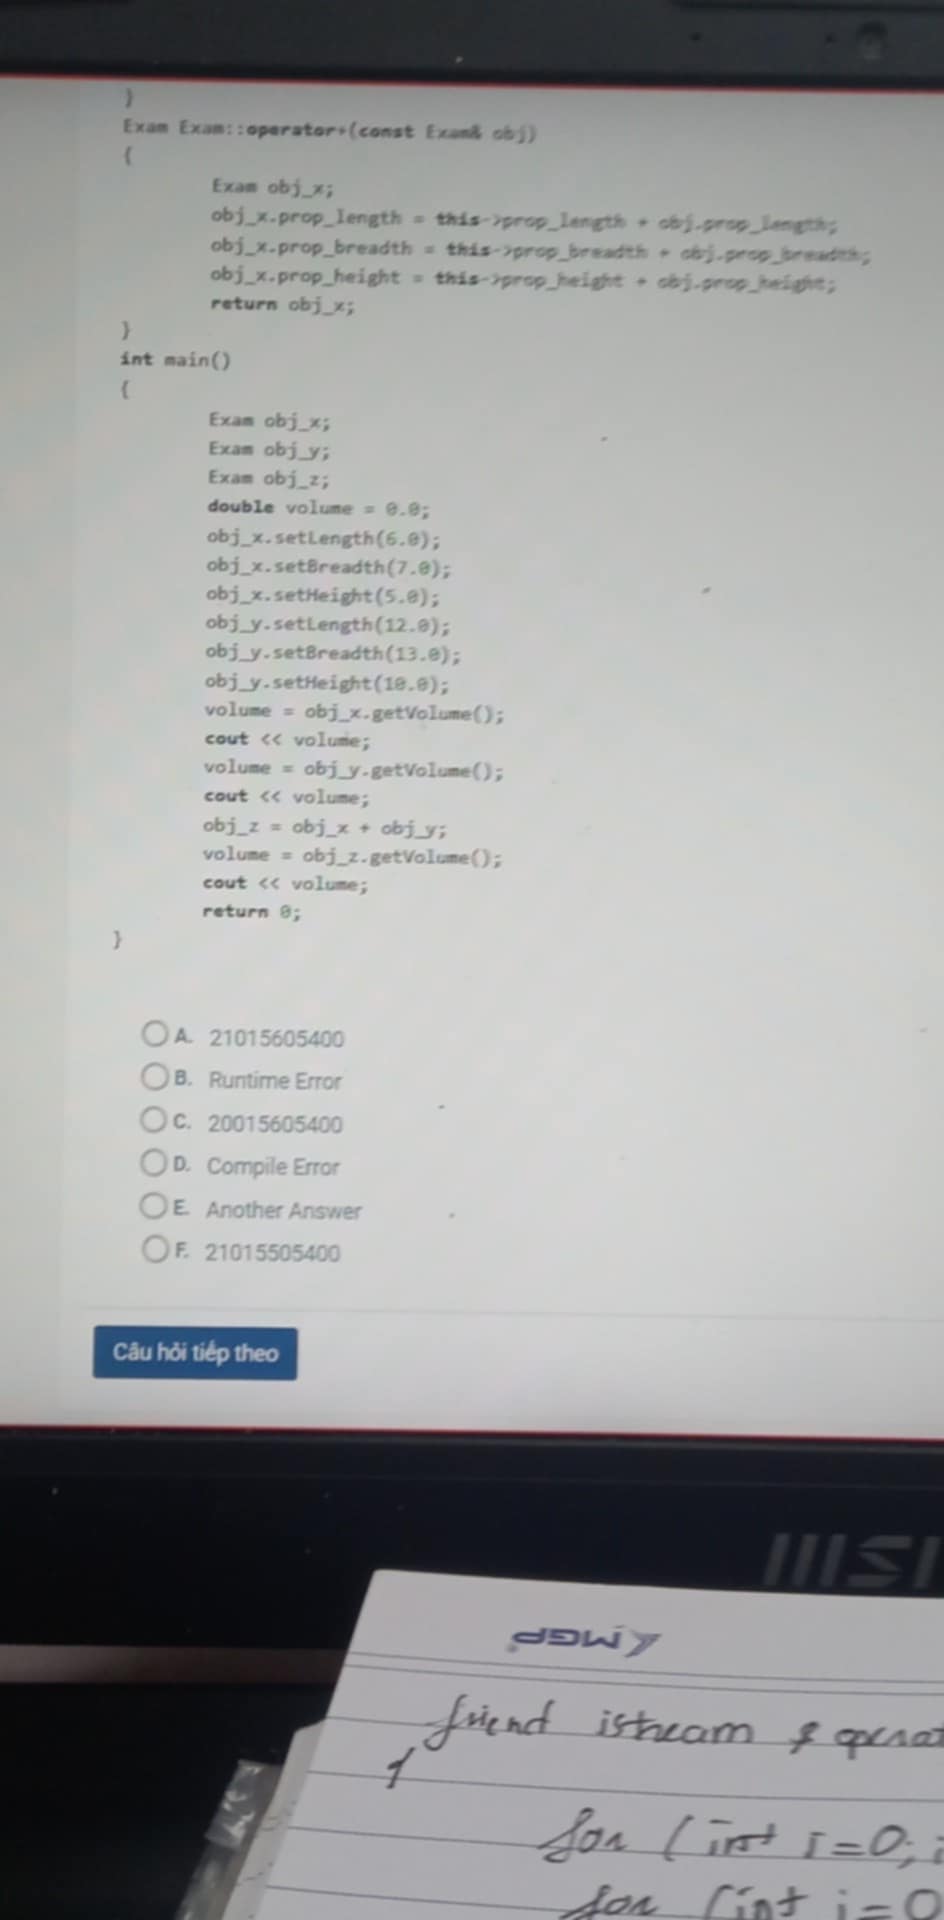 }
Exam Exam::operator+(const Exam& obj)
{
Exam obj_x;
obj_x.prop_length = this->prop_length + obj.prop_length;
obj_x.prop_breadth = this->prop_breadth + obj.prop_breadth;
obj_x.prop_height = this->prop_height + obj.prop_height;
return obj_x;
}
int main()
{
Exam obj_x;
Exam obj_y;
Exam obj_z;
double volume = 0.0;
obj_x.setLength(6.0);
obj_x.setBreadth(7.0);
obj_x.setHeight(5.0);
obj_y.setLength(12.0);
obj_y.setBreadth(13.0);
obj_y.setHeight(10.0);
volume = obj_x.getVolume();
cout << volume;
volume = obj_y.getVolume();
cout << volume;
obj_z = obj_x + obj_y;
volume = obj_z.getVolume();
cout << volume;
return 0;
}
A. 21015605400
B. Runtime Error
C. 20015605400
D. Compile Error
E. Another Answer
F. 21015505400
Câu hỏi tiếp theo
msi
friend istream & operat
{
for (int i=0; i
for (int i=0